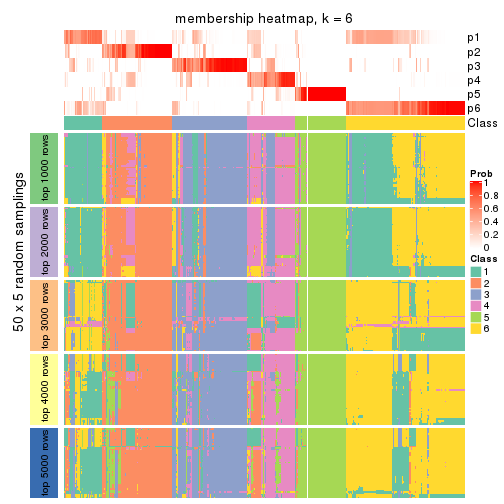 membership heatmap, k = 6
p1
p2
p3
p4
p5
p6
Class
50 x 5 random samplings
top 1000 rows
top 2000 rows
top 3000 rows
top 4000 rows
top 5000 rows
Prob
1
0.8
0.6
0.4
0.2
0
Class
1
2
3
4
5
6